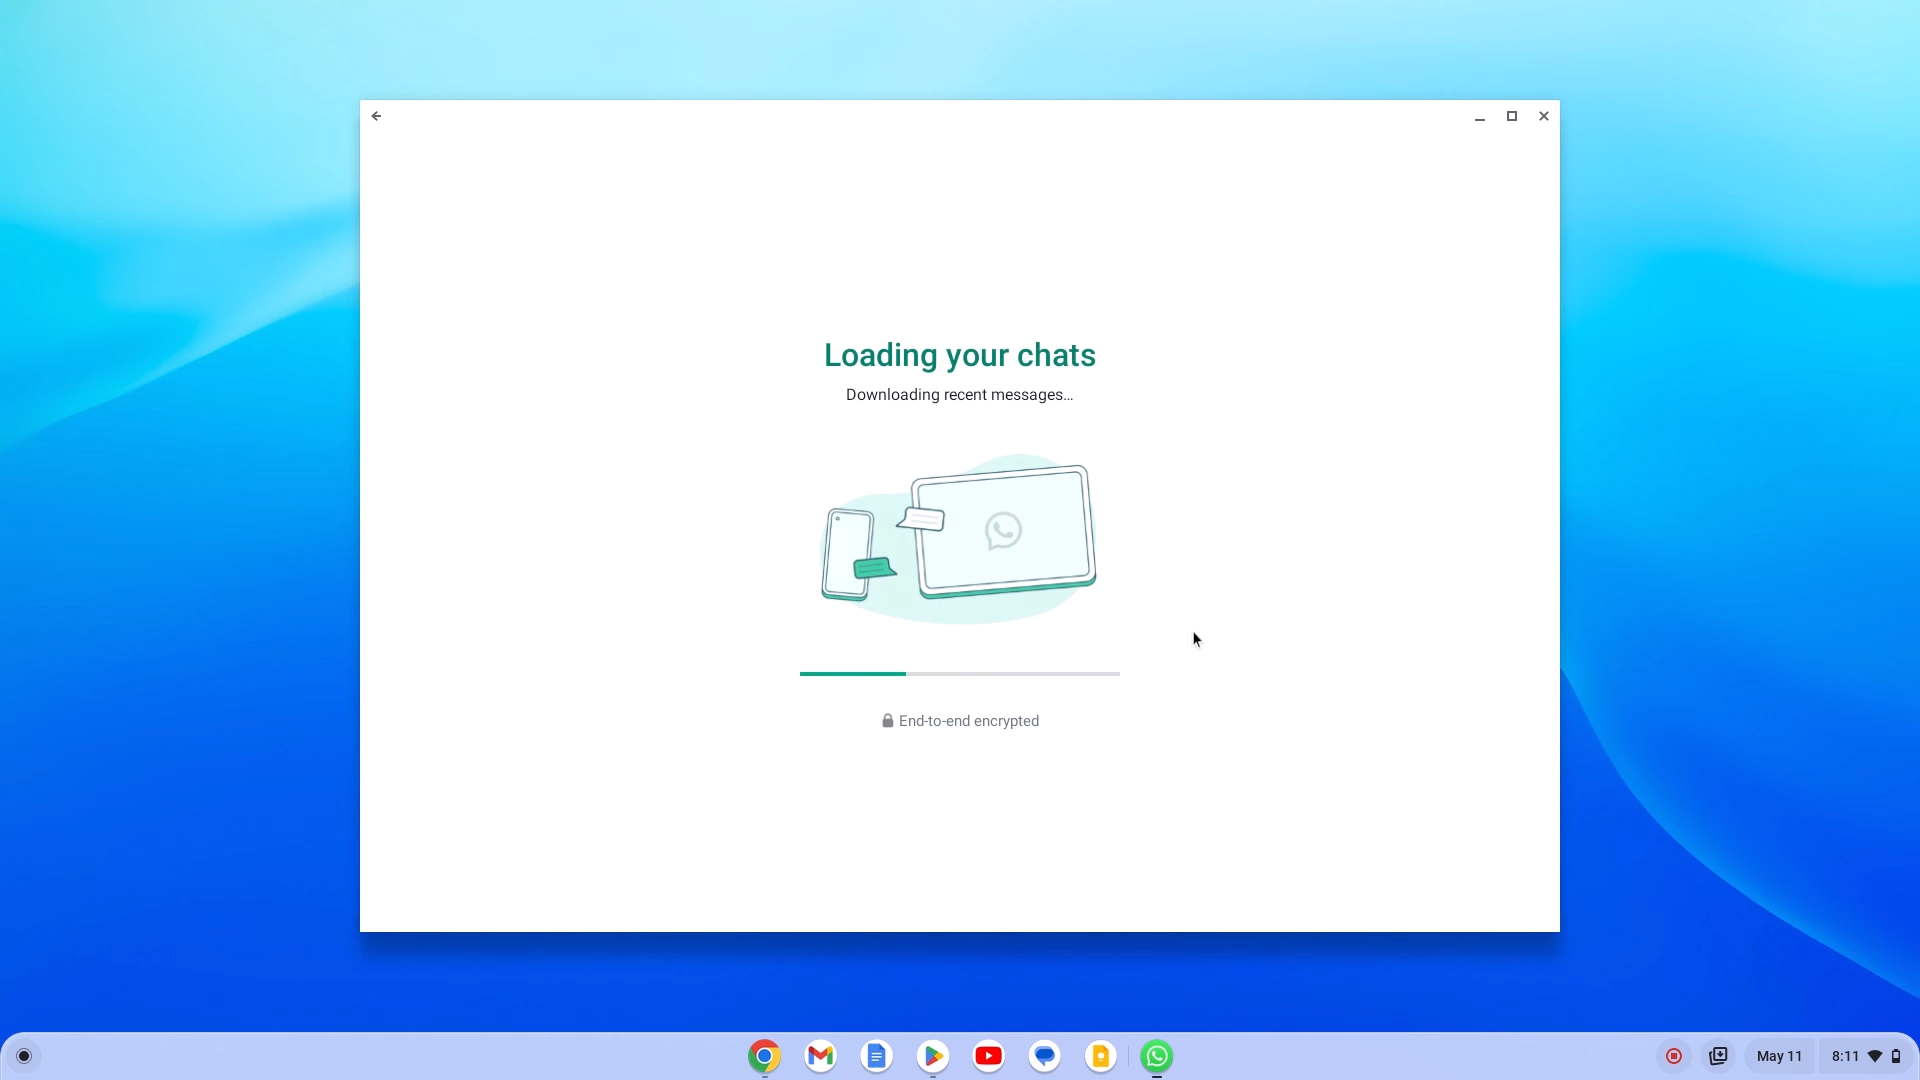 Loading your chats
Downloading recent messages...
End-to-end encrypted
May 11
8:11